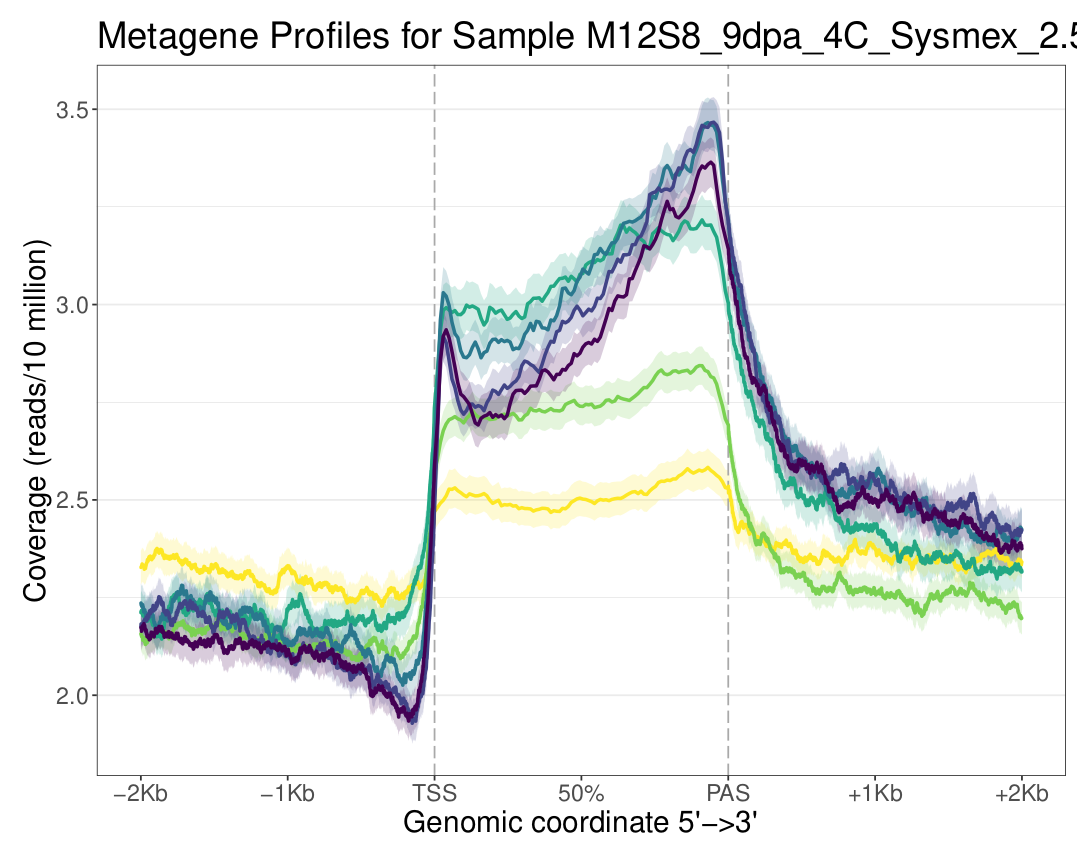 Metagene Profiles for Sample M12S8_9dpa_4C_Sysmex_2.5
3.5
3.0
2.5
2.0
Coverage (reads/10 million)
−2Kb
−1Kb
TSS
50%
PAS
+1Kb
+2Kb
Genomic coordinate 5'−>3'